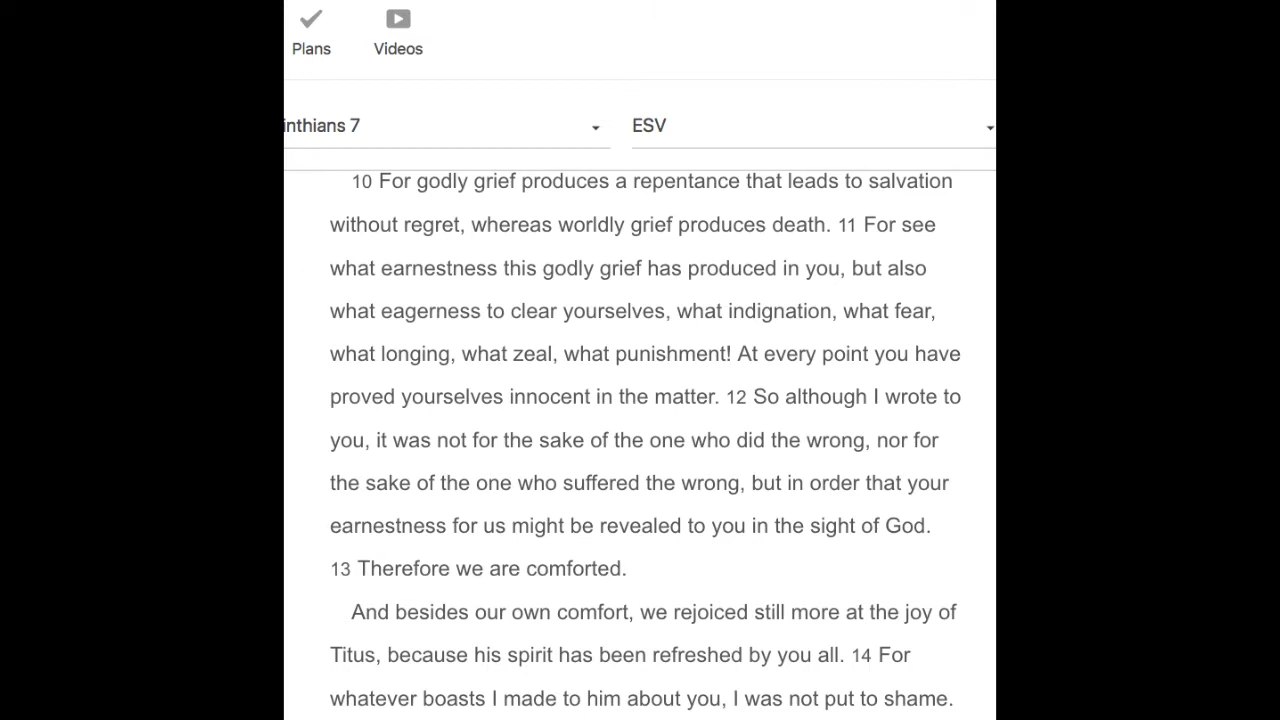 Plans Videos
inthians 7 ESV
10 For godly grief produces a repentance that leads to salvation
without regret, whereas worldly grief produces death. 11 For see
what earnestness this godly grief has produced in you, but also
what eagerness to clear yourselves, what indignation, what fear,
what longing, what zeal, what punishment! At every point you have
proved yourselves innocent in the matter. 12 So although I wrote to
you, it was not for the sake of the one who did the wrong, nor for
the sake of the one who suffered the wrong, but in order that your
earnestness for us might be revealed to you in the sight of God.
13 Therefore we are comforted.
And besides our own comfort, we rejoiced still more at the joy of
Titus, because his spirit has been refreshed by you all. 14 For
whatever boasts I made to him about you, I was not put to shame.